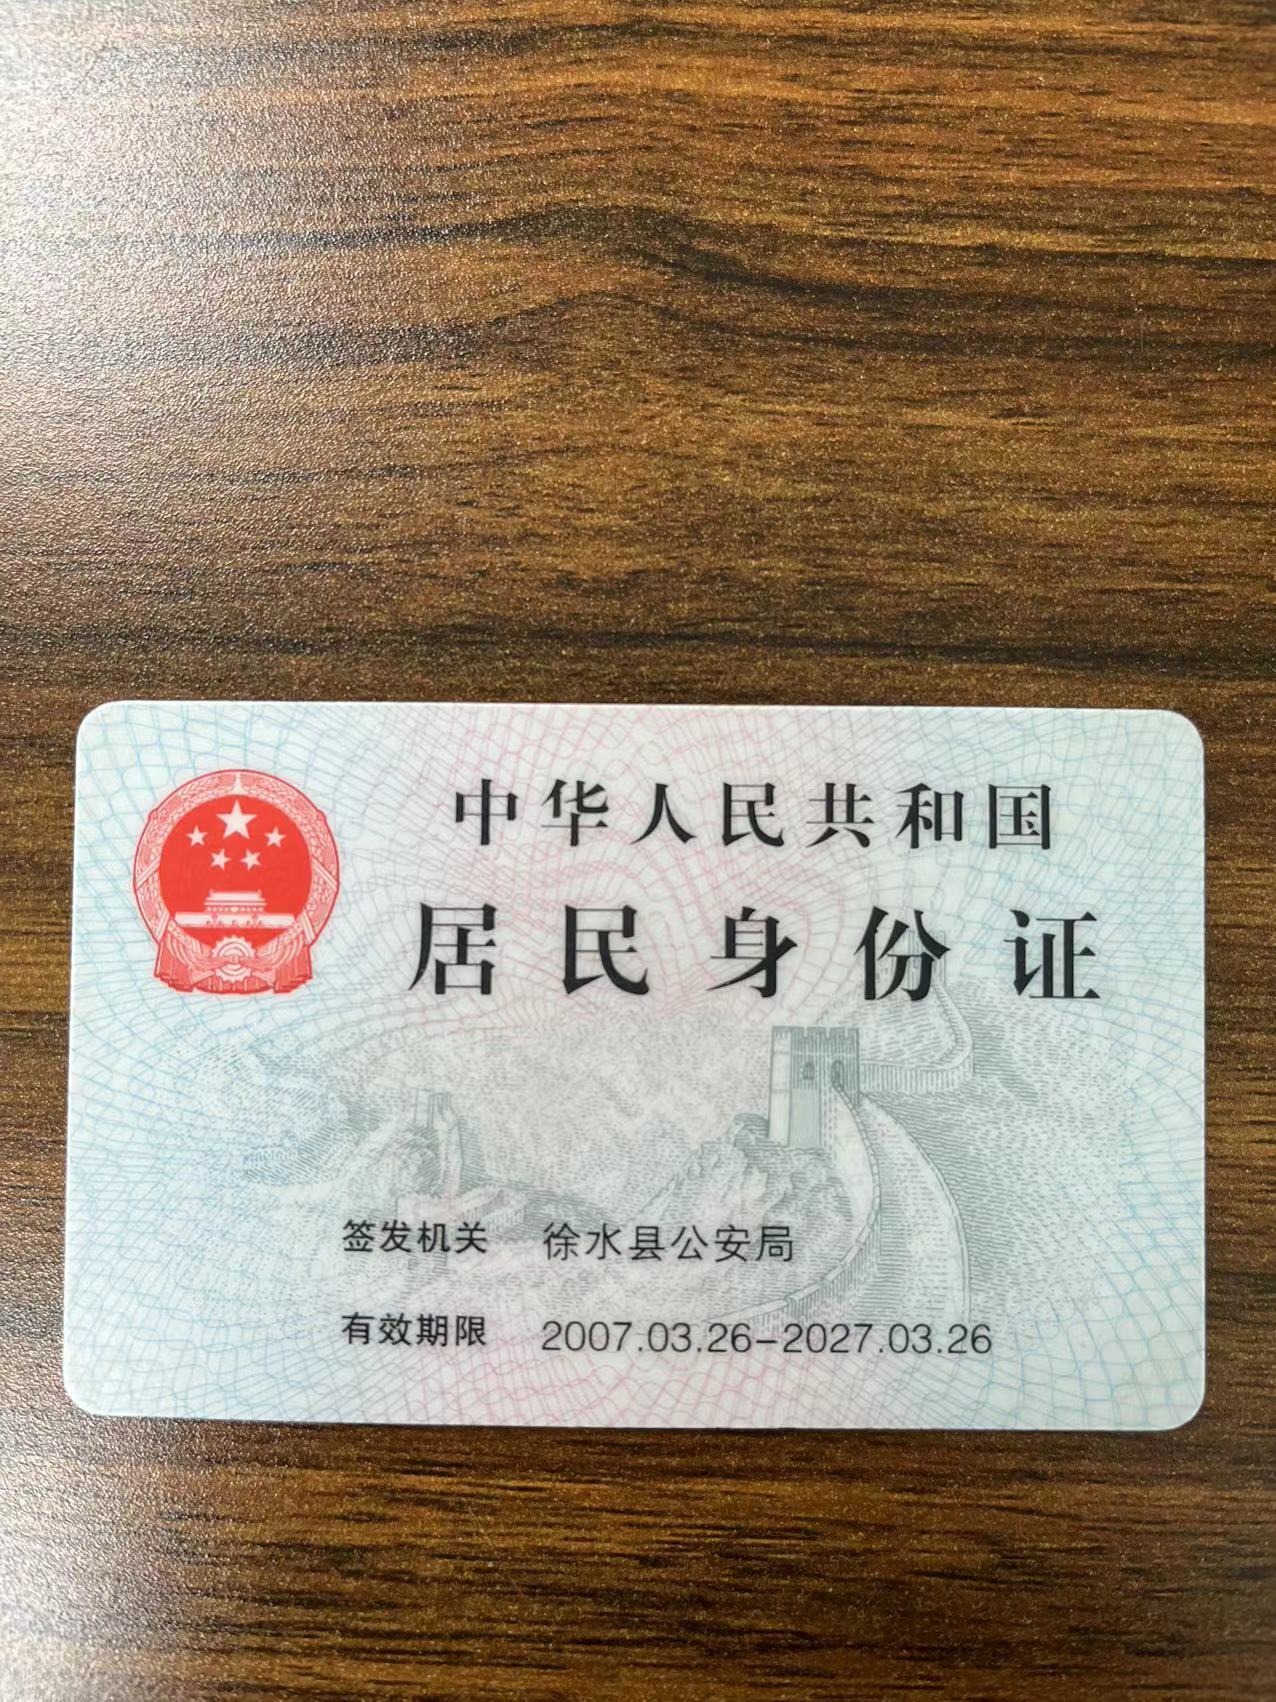 中华人民共和国
居民身份证
签发机关 徐水县公安局
有效期限 2007.03.26-2027.03.26